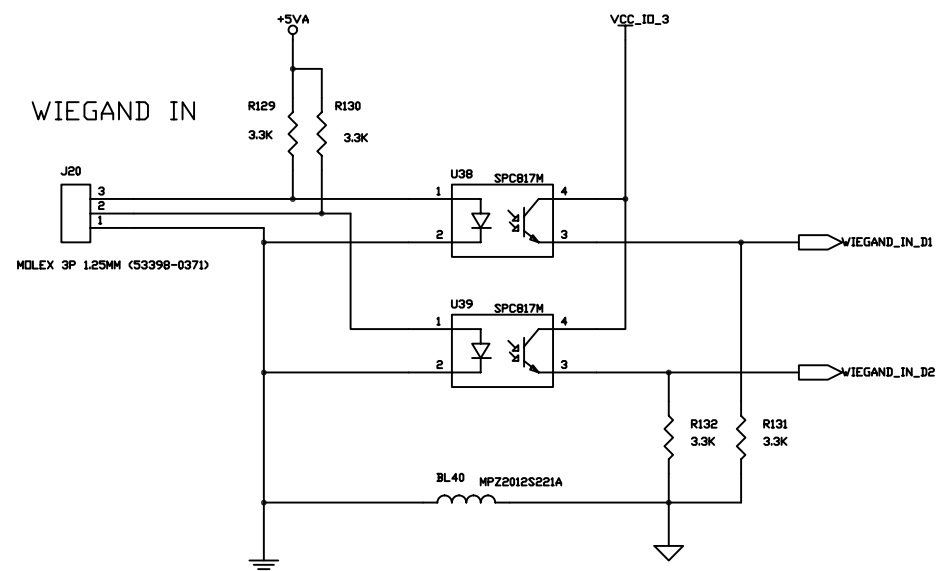 +5VA
VCC_IO_3
WIEGAND IN
R129
R130
3.3K
3.3K
J20
3
2
1
MOLEX 3P 1.25MM (53398-0371)
U38
SPC817M
1
4
2
3
WIEGAND_IN_D1
U39
SPC817M
1
4
2
3
WIEGAND_IN_D2
R132
R131
3.3K
3.3K
BL40
MPZ2012S221A